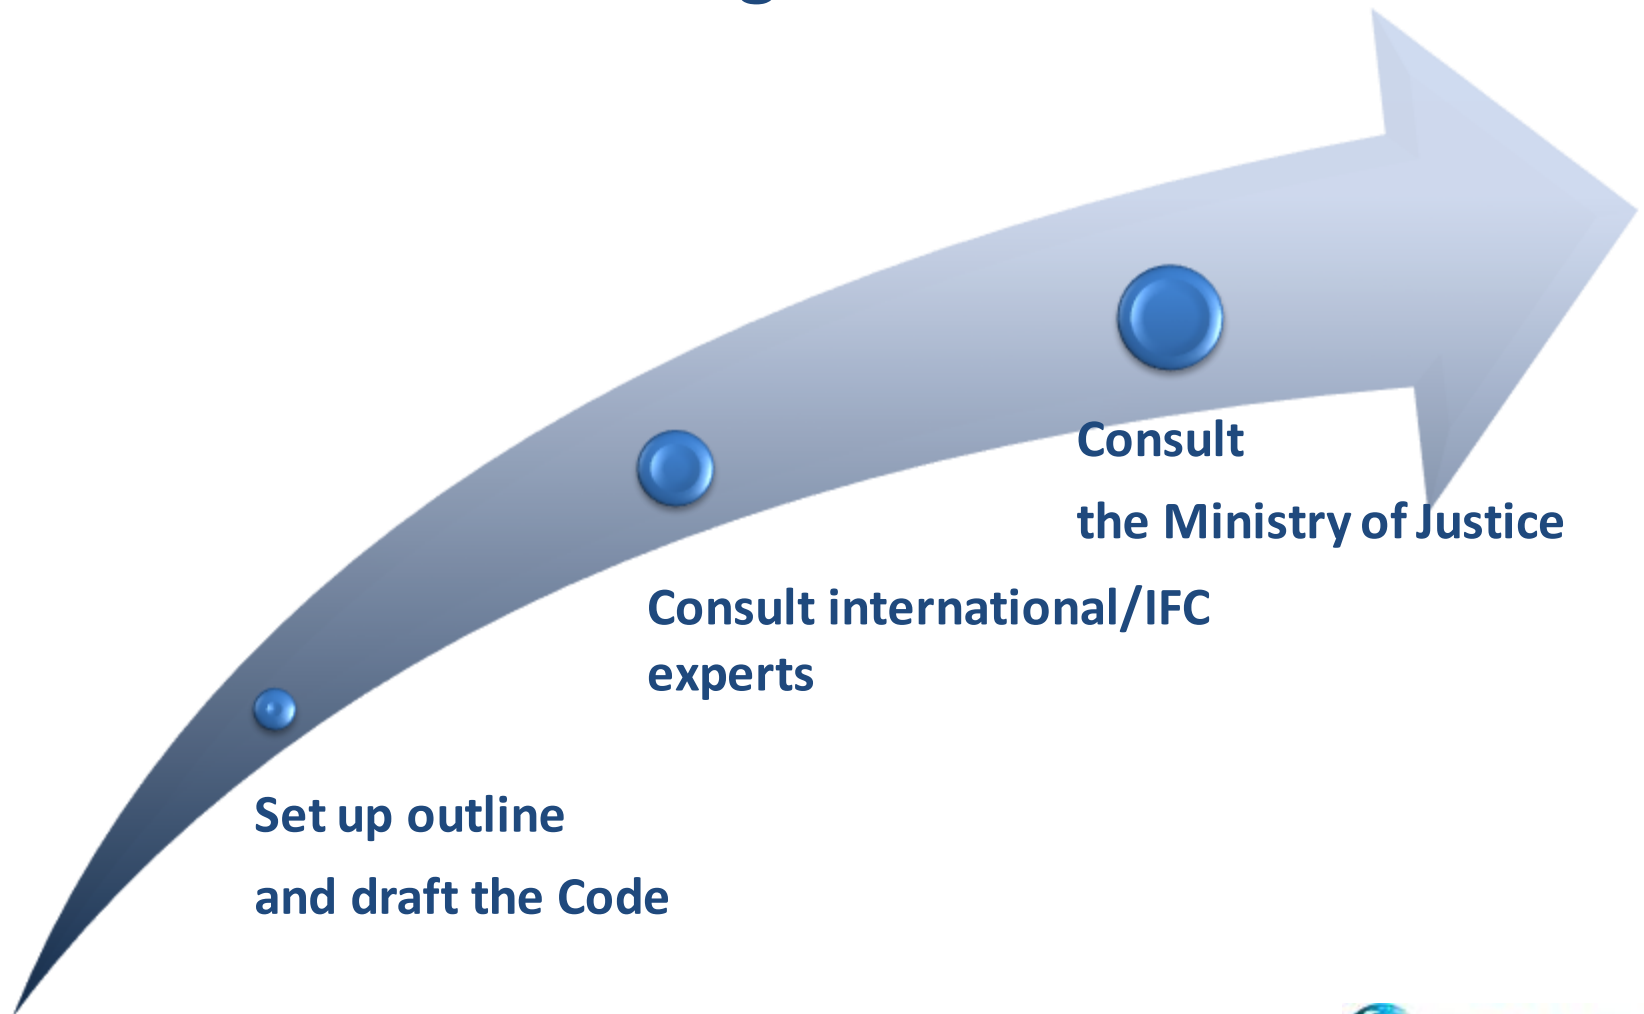 Set up outline
and draft the Code
Consult international/IFC
experts
Consult
the Ministry of Justice